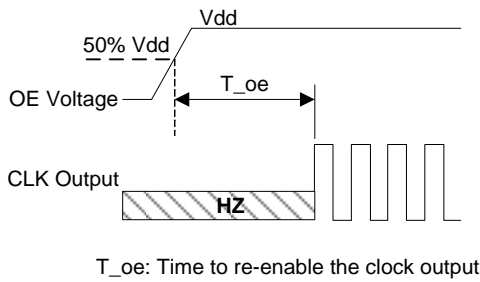 Vdd
50% Vdd
T_oe
OE Voltage
CLK Output
HZ
T_oe: Time to re-enable the clock output